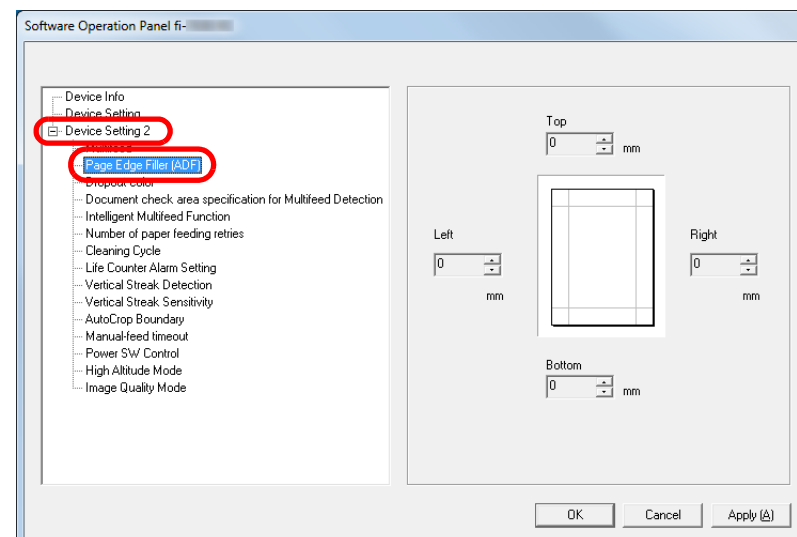 Software Operation Panel fi-
Device Info
Device Setting
Device Setting 2
Multifeed
Page Edge Filler (ADF)
Dropout color
Document check area specification for Multifeed Detection
Intelligent Multifeed Function
Number of paper feeding retries
Cleaning Cycle
Life Counter Alarm Setting
Vertical Streak Detection
Vertical Streak Sensitivity
AutoCrop Boundary
Manual-feed timeout
Power SW Control
High Altitude Mode
Image Quality Mode
Top
0 mm
Left
0
mm
Right
0
mm
Bottom
0 mm
OK Cancel Apply (A)